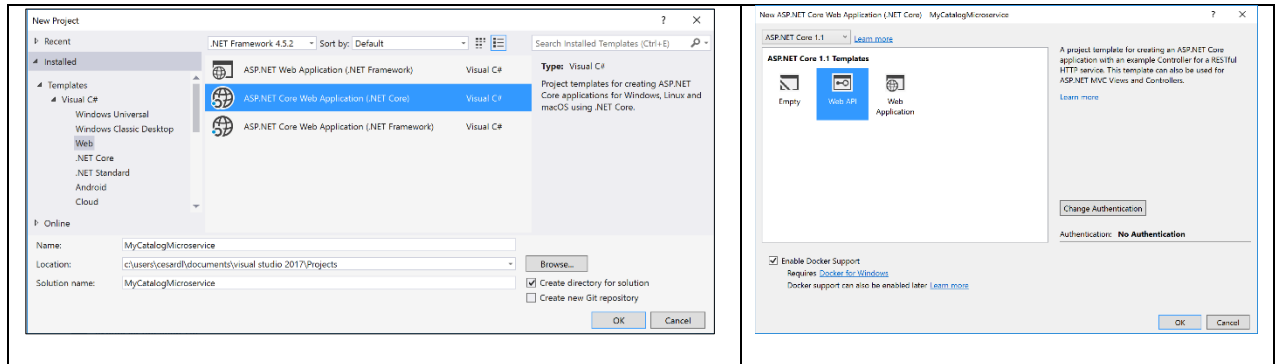 New Project ? ×
Recent
Installed
Templates
Visual C#
Windows Universal
Windows Classic Desktop
Web
.NET Core
.NET Standard
Android
Cloud
Online
.NET Framework 4.5.2 Sort by: Default
Search Installed Templates (Ctrl+E)
ASP.NET Web Application (.NET Framework) Visual C#
ASP.NET Core Web Application (.NET Core) Visual C#
ASP.NET Core Web Application (.NET Framework) Visual C#
Type: Visual C#
Project templates for creating ASP.NET
Core applications for Windows, Linux and
macOS using .NET Core.
Name: MyCatalogMicroservice
Location: c:\users\cesardl\documents\visual studio 2017\Projects Browse...
Solution name: MyCatalogMicroservice
Create directory for solution
Create new Git repository
OK Cancel
New ASP.NET Core Web Application (.NET Core) MyCatalogMicroservice ? ×
ASP.NET Core 1.1 Learn more
ASP.NET Core 1.1 Templates
Empty
Web API
Web
Application
A project template for creating an ASP.NET Core
application with an example Controller for a RESTful
HTTP service. This template can also be used for
ASP.NET MVC Views and Controllers.
Learn more
Change Authentication
Authentication: No Authentication
Enable Docker Support
Requires Docker for Windows
Docker support can also be enabled later Learn more
OK Cancel